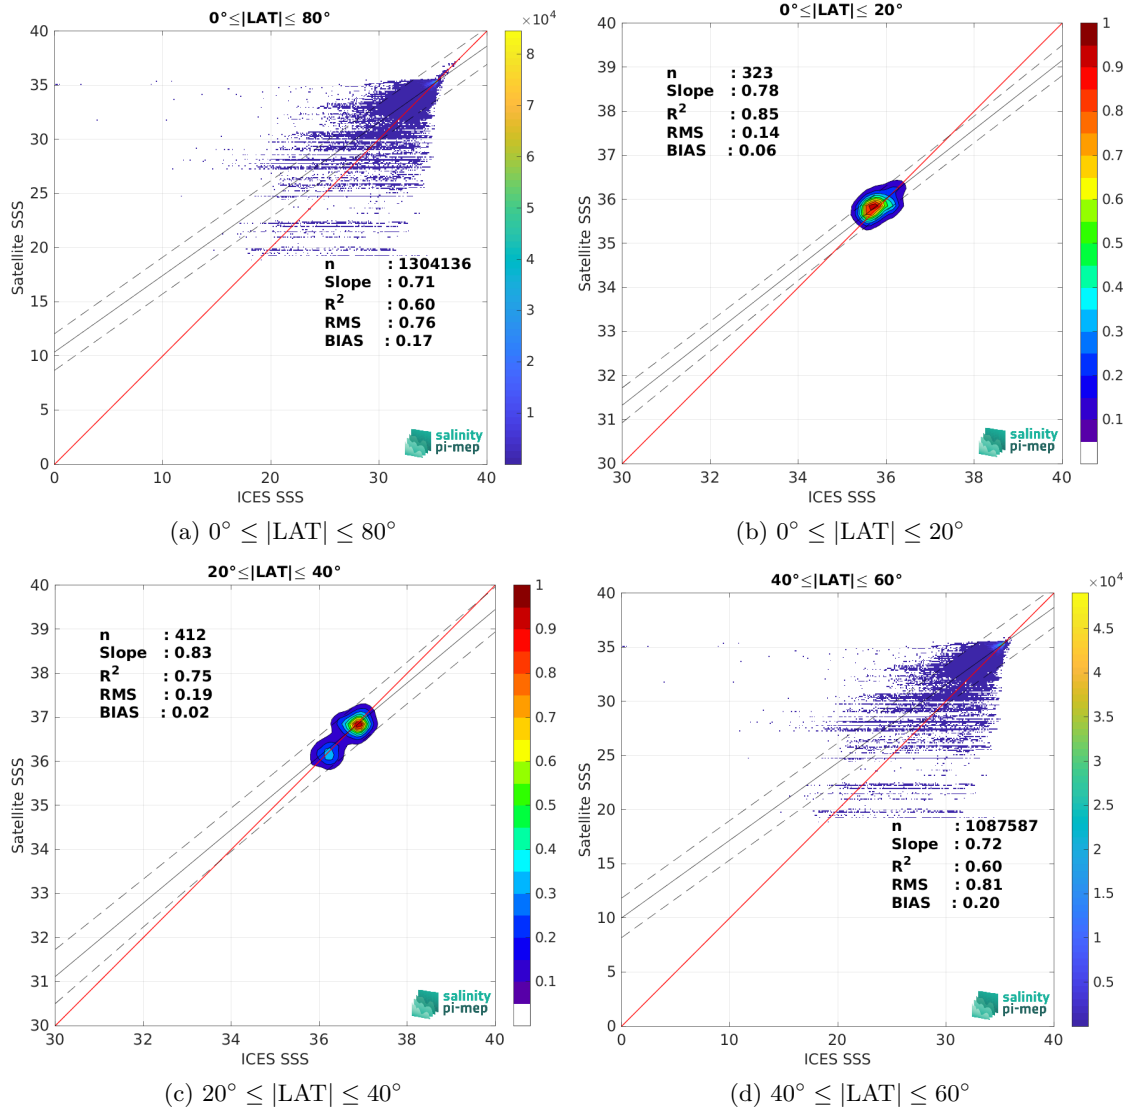 0°≤|LAT|≤ 80°
×10⁴
40
35
30
25
20
15
10
5
0
0 10 20 30 40
8
7
6
5
4
3
2
1
Satellite SSS
ICES SSS
n : 1304136
Slope : 0.71
R² : 0.60
RMS : 0.76
BIAS : 0.17
salinity
pi-mep
(a) 0° ≤ |LAT| ≤ 80°
0°≤|LAT|≤ 20°
40
39
38
37
36
35
34
33
32
31
30
30 32 34 36 38 40
1
0.9
0.8
0.7
0.6
0.5
0.4
0.3
0.2
0.1
Satellite SSS
ICES SSS
n : 323
Slope : 0.78
R² : 0.85
RMS : 0.14
BIAS : 0.06
salinity
pi-mep
(b) 0° ≤ |LAT| ≤ 20°
20°≤|LAT|≤ 40°
40
39
38
37
36
35
34
33
32
31
30
30 32 34 36 38 40
1
0.9
0.8
0.7
0.6
0.5
0.4
0.3
0.2
0.1
Satellite SSS
ICES SSS
n : 412
Slope : 0.83
R² : 0.75
RMS : 0.19
BIAS : 0.02
salinity
pi-mep
(c) 20° ≤ |LAT| ≤ 40°
40°≤|LAT|≤ 60°
×10⁴
40
35
30
25
20
15
10
5
0
0 10 20 30 40
4.5
4
3.5
3
2.5
2
1.5
1
0.5
Satellite SSS
ICES SSS
n : 1087587
Slope : 0.72
R² : 0.60
RMS : 0.81
BIAS : 0.20
salinity
pi-mep
(d) 40° ≤ |LAT| ≤ 60°